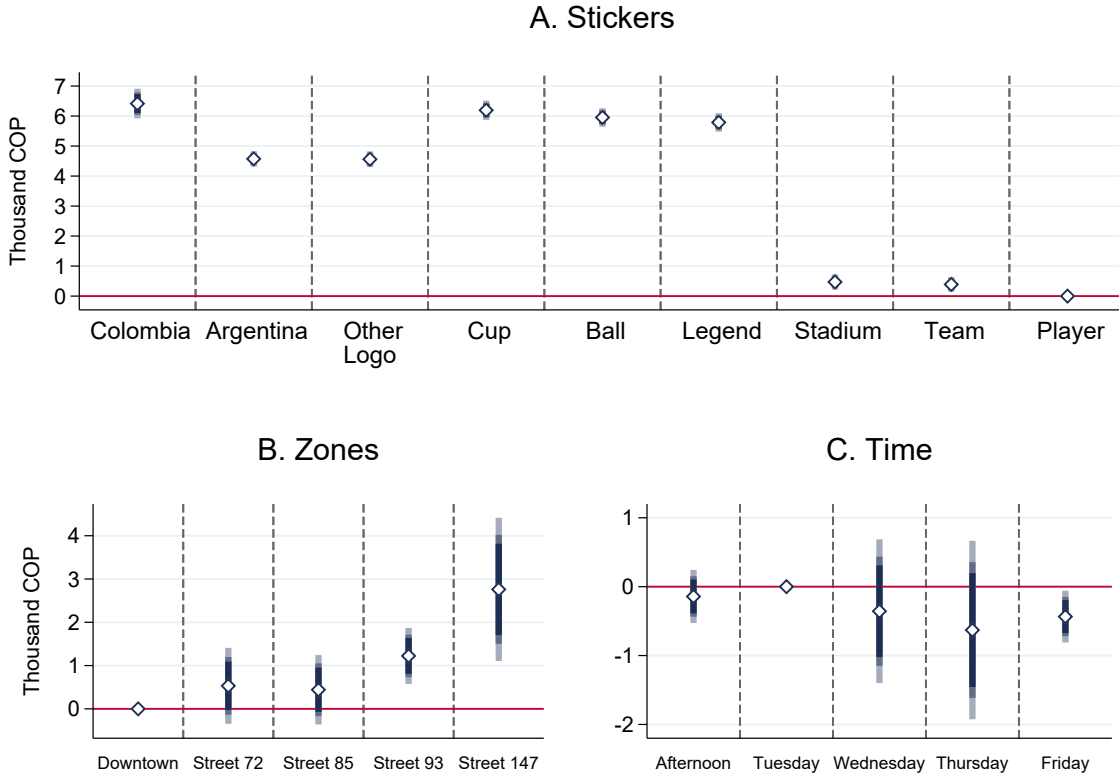 A. Stickers
Thousand COP
7
6
5
4
3
2
1
0
Colombia Argentina Other Logo Cup Ball Legend Stadium Team Player
B. Zones
Thousand COP
4
3
2
1
0
Downtown Street 72 Street 85 Street 93 Street 147
C. Time
1
0
-1
-2
Afternoon Tuesday Wednesday Thursday Friday